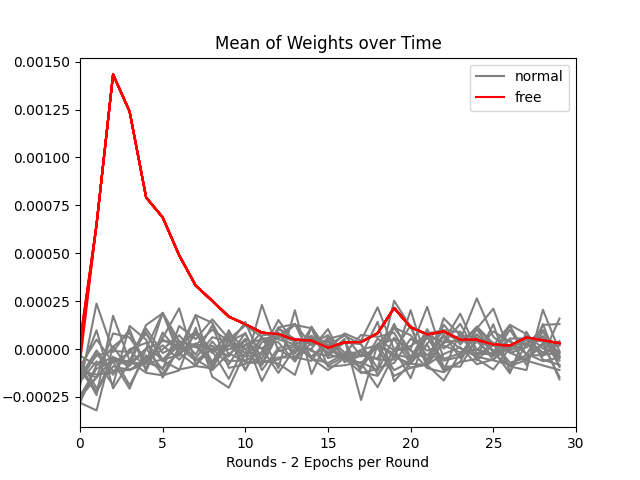 Mean of Weights over Time
0.00150
0.00125
0.00100
0.00075
0.00050
0.00025
0.00000
−0.00025
normal
free
0 5 10 15 20 25 30
Rounds - 2 Epochs per Round